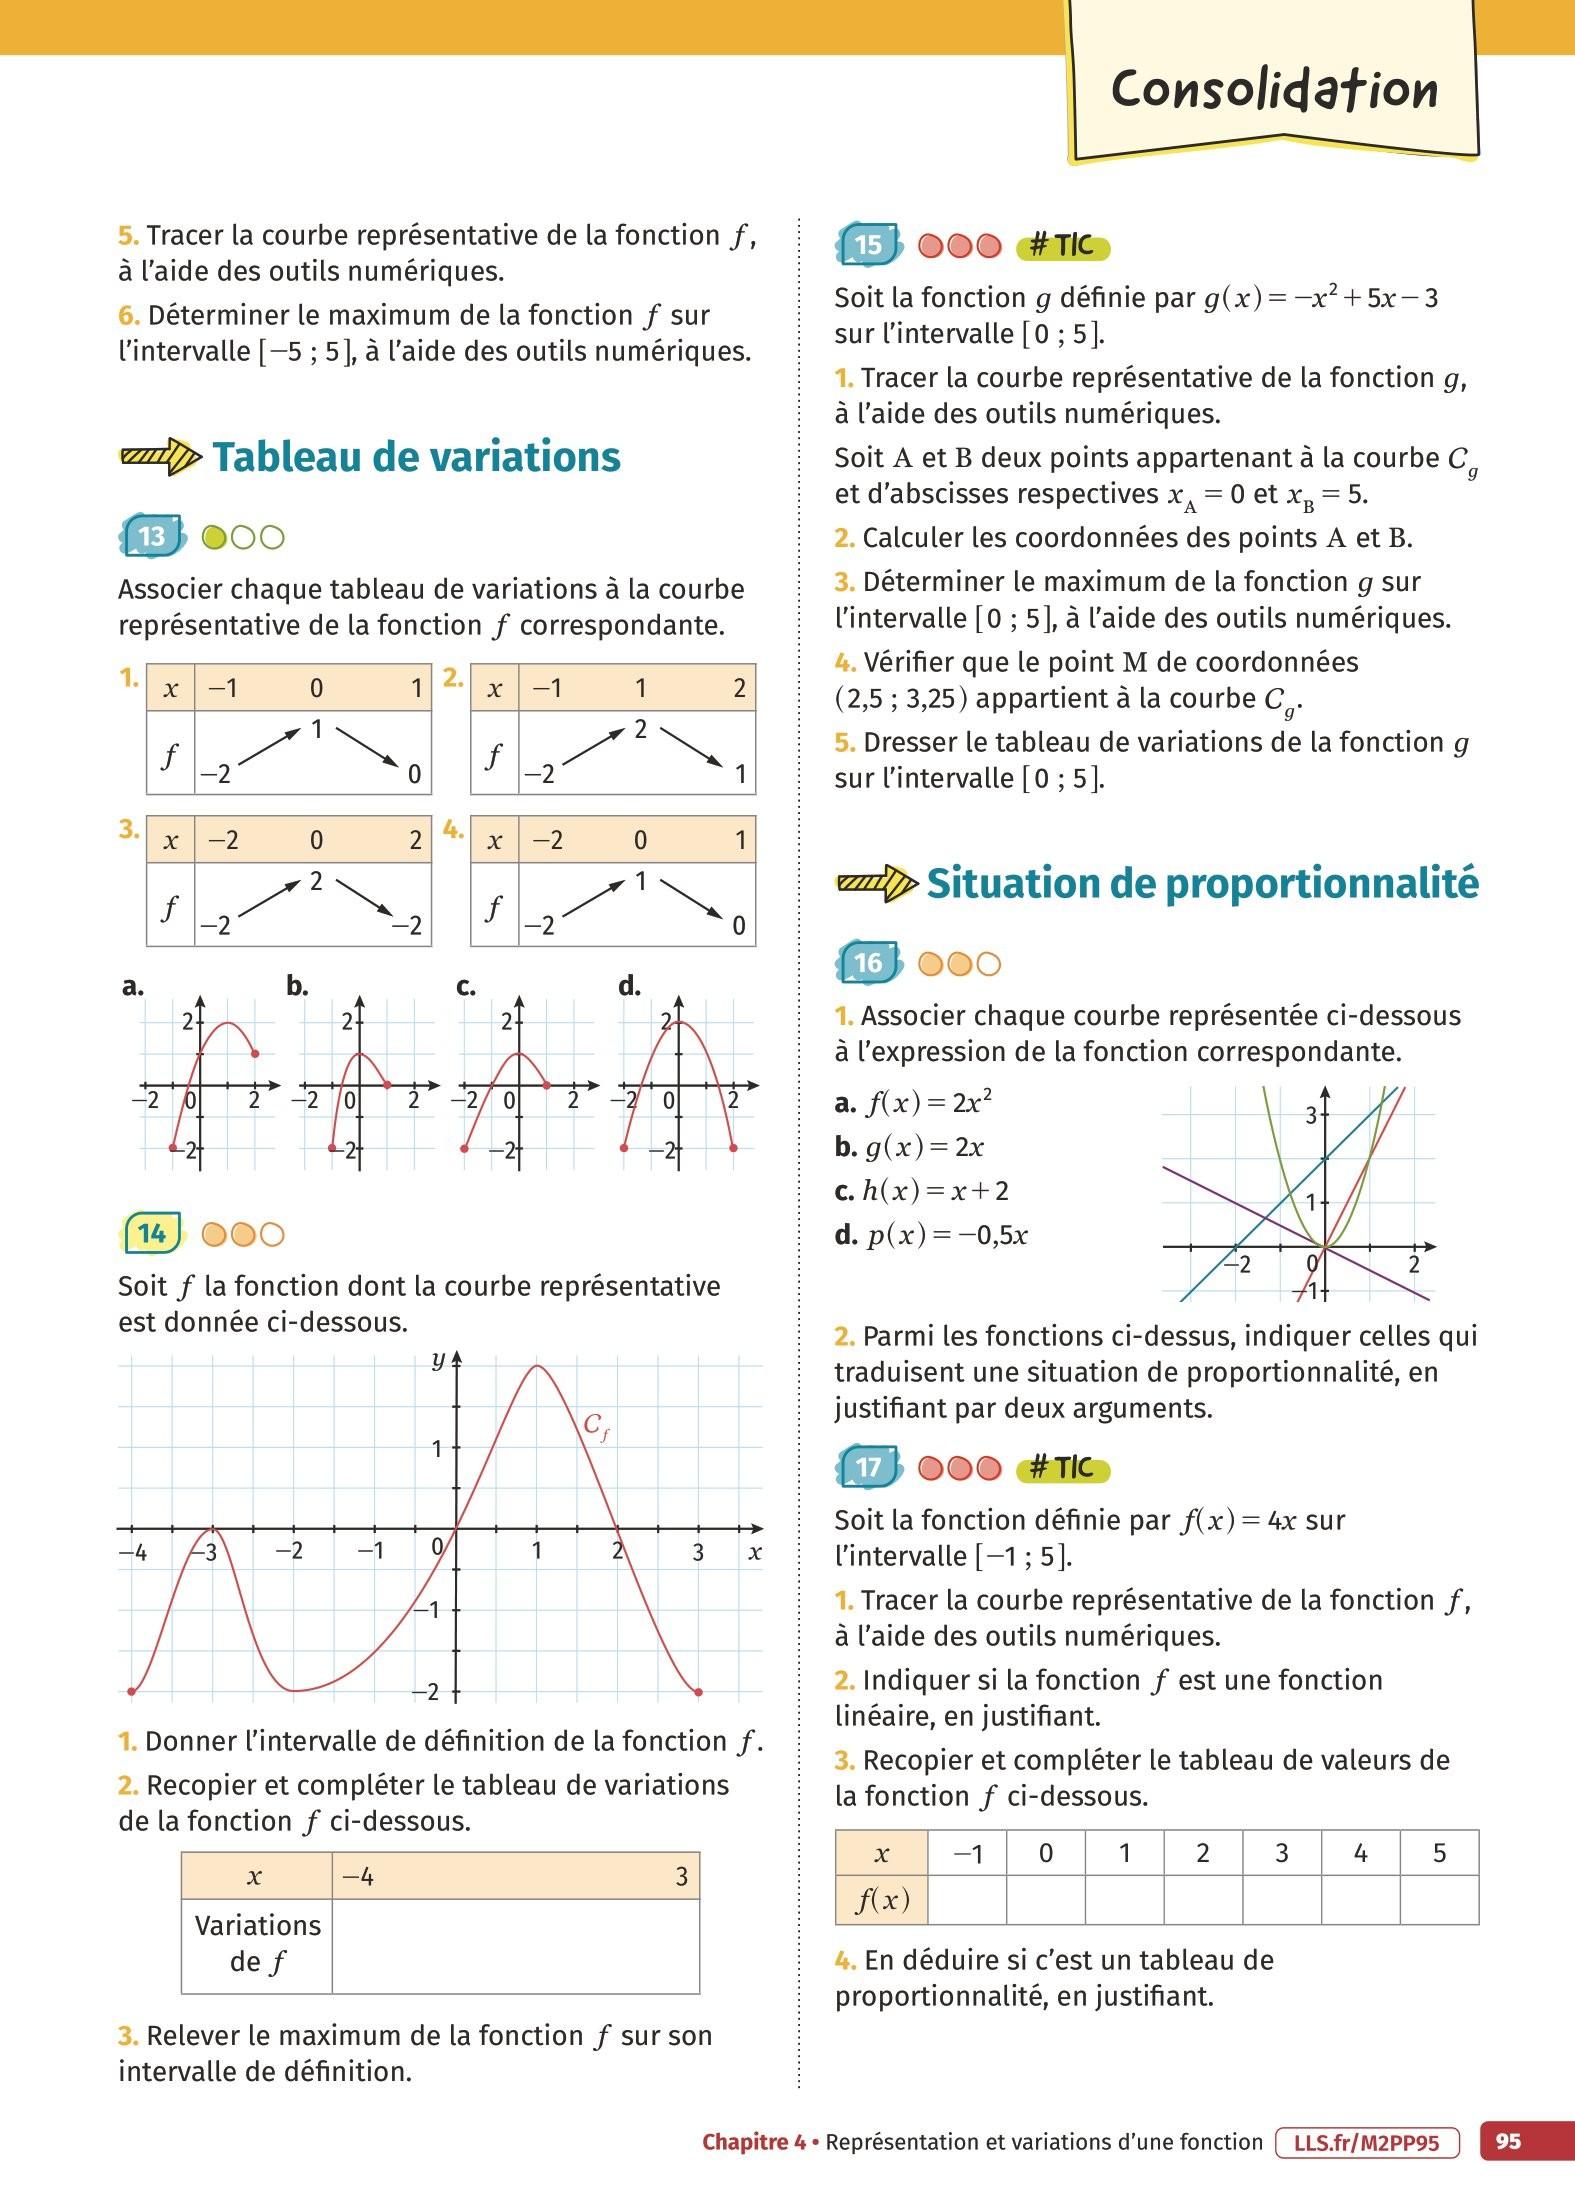 Consolidation
5. Tracer la courbe représentative de la fonction f,
à l'aide des outils numériques.
6. Déterminer le maximum de la fonction f sur
l'intervalle [−5 ; 5], à l'aide des outils numériques.
Tableau de variations
13
Associer chaque tableau de variations à la courbe
représentative de la fonction f correspondante.
1. x −1 0 1
f −2 1 0
2. x −1 1 2
f −2 2 1
3. x −2 0 2
f −2 2 −2
4. x −2 0 1
f −2 1 0
a. b. c. d.
2 2 2 2
−2 0 2 −2 0 2 −2 0 2 −2 0 2
−2 −2 −2 −2
14
Soit f la fonction dont la courbe représentative
est donnée ci-dessous.
y
C_f
1
−4 −3 −2 −1 0 1 2 3 x
−1
−2
1. Donner l'intervalle de définition de la fonction f.
2. Recopier et compléter le tableau de variations
de la fonction f ci-dessous.
x −4 3
Variations
de f
3. Relever le maximum de la fonction f sur son
intervalle de définition.
15 # TIC
Soit la fonction g définie par g(x) = −x² + 5x − 3
sur l'intervalle [0 ; 5].
1. Tracer la courbe représentative de la fonction g,
à l'aide des outils numériques.
Soit A et B deux points appartenant à la courbe C_g
et d'abscisses respectives x_A = 0 et x_B = 5.
2. Calculer les coordonnées des points A et B.
3. Déterminer le maximum de la fonction g sur
l'intervalle [0 ; 5], à l'aide des outils numériques.
4. Vérifier que le point M de coordonnées
(2,5 ; 3,25) appartient à la courbe C_g.
5. Dresser le tableau de variations de la fonction g
sur l'intervalle [0 ; 5].
Situation de proportionnalité
16
1. Associer chaque courbe représentée ci-dessous
à l'expression de la fonction correspondante.
a. f(x) = 2x²
b. g(x) = 2x
c. h(x) = x + 2
d. p(x) = −0,5x
3
1
−2 0 2
−1
2. Parmi les fonctions ci-dessus, indiquer celles qui
traduisent une situation de proportionnalité, en
justifiant par deux arguments.
17 # TIC
Soit la fonction définie par f(x) = 4x sur
l'intervalle [−1 ; 5].
1. Tracer la courbe représentative de la fonction f,
à l'aide des outils numériques.
2. Indiquer si la fonction f est une fonction
linéaire, en justifiant.
3. Recopier et compléter le tableau de valeurs de
la fonction f ci-dessous.
x −1 0 1 2 3 4 5
f(x)
4. En déduire si c'est un tableau de
proportionnalité, en justifiant.
Chapitre 4 • Représentation et variations d'une fonction LLS.fr/M2PP95 95